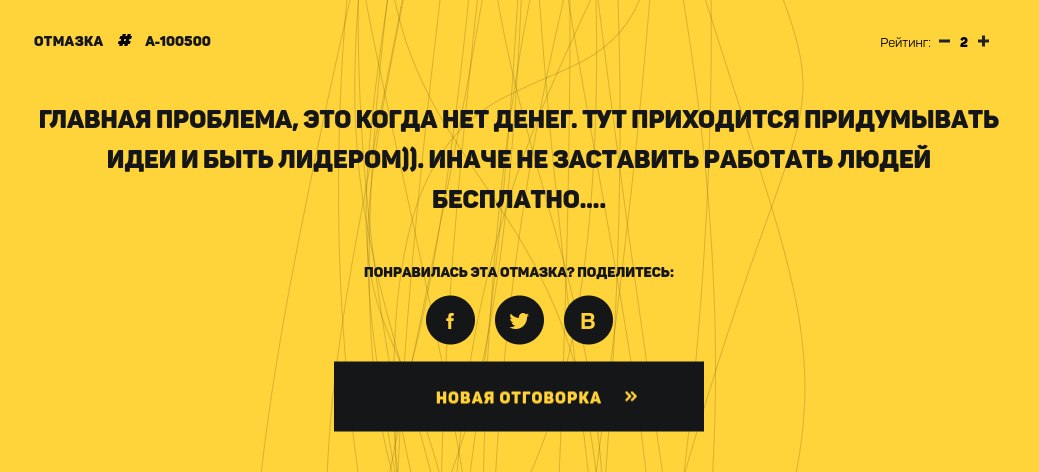 ОТМАЗКА # А-100500
Рейтинг: − 2 +
ГЛАВНАЯ ПРОБЛЕМА, ЭТО КОГДА НЕТ ДЕНЕГ. ТУТ ПРИХОДИТСЯ ПРИДУМЫВАТЬ
ИДЕИ И БЫТЬ ЛИДЕРОМ)). ИНАЧЕ НЕ ЗАСТАВИТЬ РАБОТАТЬ ЛЮДЕЙ
БЕСПЛАТНО....
ПОНРАВИЛАСЬ ЭТА ОТМАЗКА? ПОДЕЛИТЕСЬ:
f B
НОВАЯ ОТГОВОРКА »